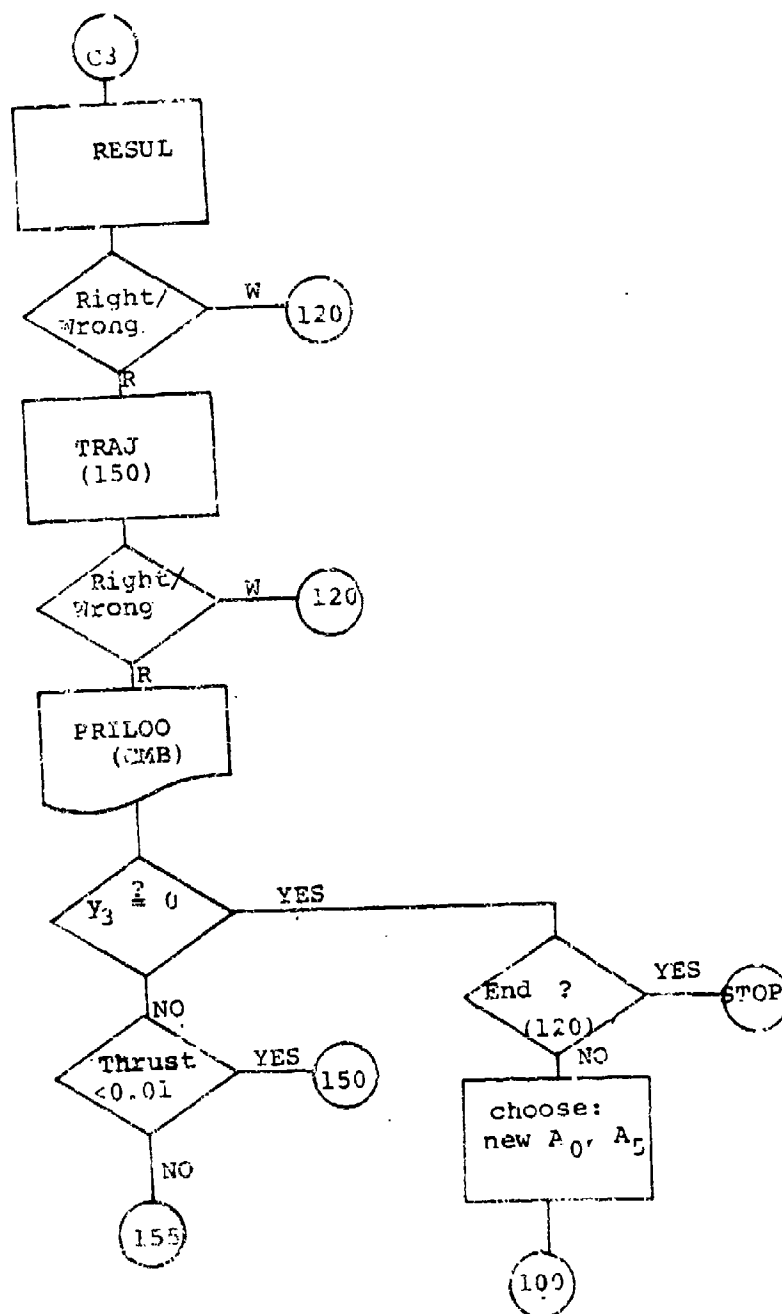 C3
RESUL
Right/
Wrong
W
120
R
TRAJ
(150)
Right/
Wrong
W
120
R
PRILOO
(CMB)
Y3 ?= 0
YES
End ?
(120)
YES
STOP
NO
NO
Thrust
<0.01
YES
150
choose:
new A0, A5
NO
155
100